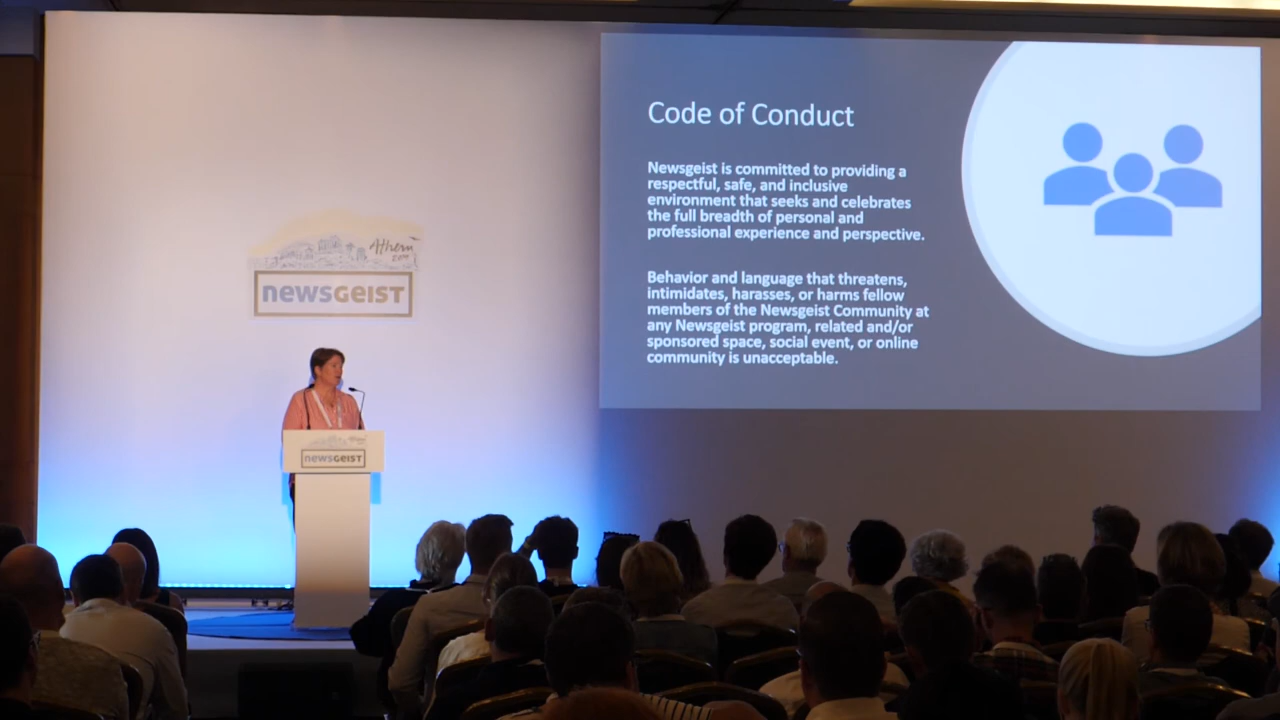 Code of Conduct
Newsgeist is committed to providing a
respectful, safe, and inclusive
environment that seeks and celebrates
the full breadth of personal and
professional experience and perspective.
Behavior and language that threatens,
intimidates, harasses, or harms fellow
members of the Newsgeist Community at
any Newsgeist program, related and/or
sponsored space, social event, or online
community is unacceptable.
Athens
newsGeist
newsGeist